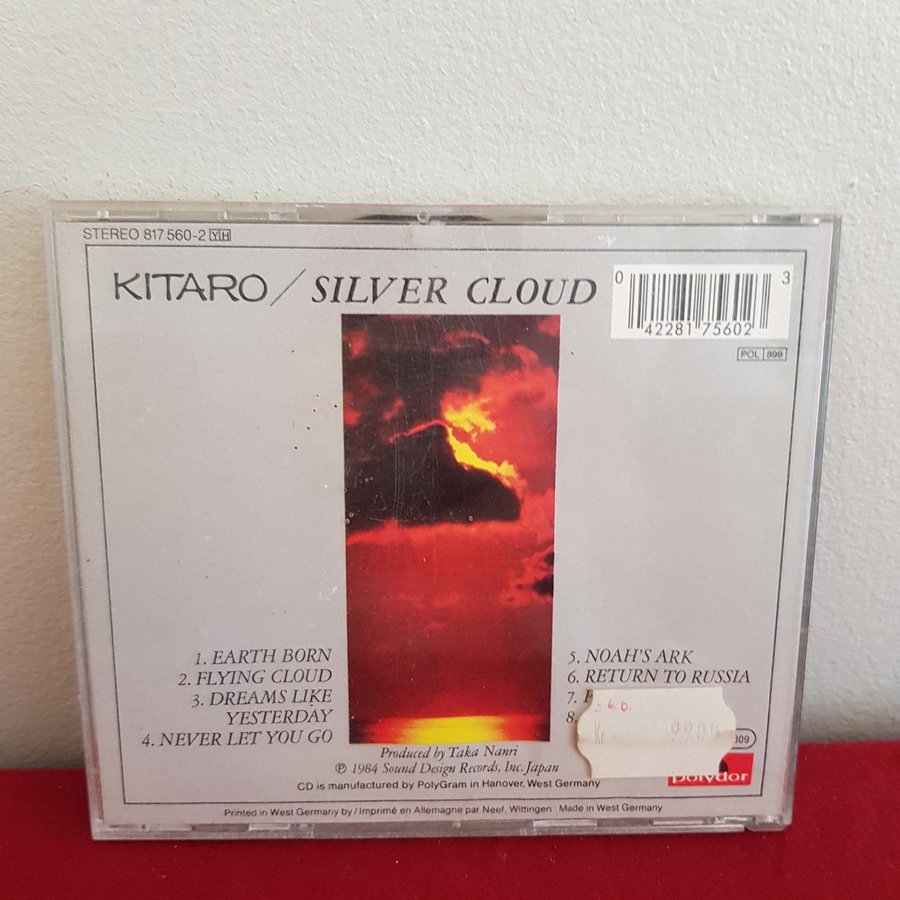 STEREO 817 560-2 YH
KITARO / SILVER CLOUD
0 42281 75602 3
POL 899
1. EARTH BORN
2. FLYING CLOUD
3. DREAMS LIKE
YESTERDAY
4. NEVER LET YOU GO
5. NOAH'S ARK
6. RETURN TO RUSSIA
7.
8
Produced by Taka Nanri
℗ 1984 Sound Design Records, Inc. Japan
CD is manufactured by PolyGram in Hanover, West Germany
polydor
Printed in West Germany by / Imprimé en Allemagne par Neef, Wittingen · Made in West Germany